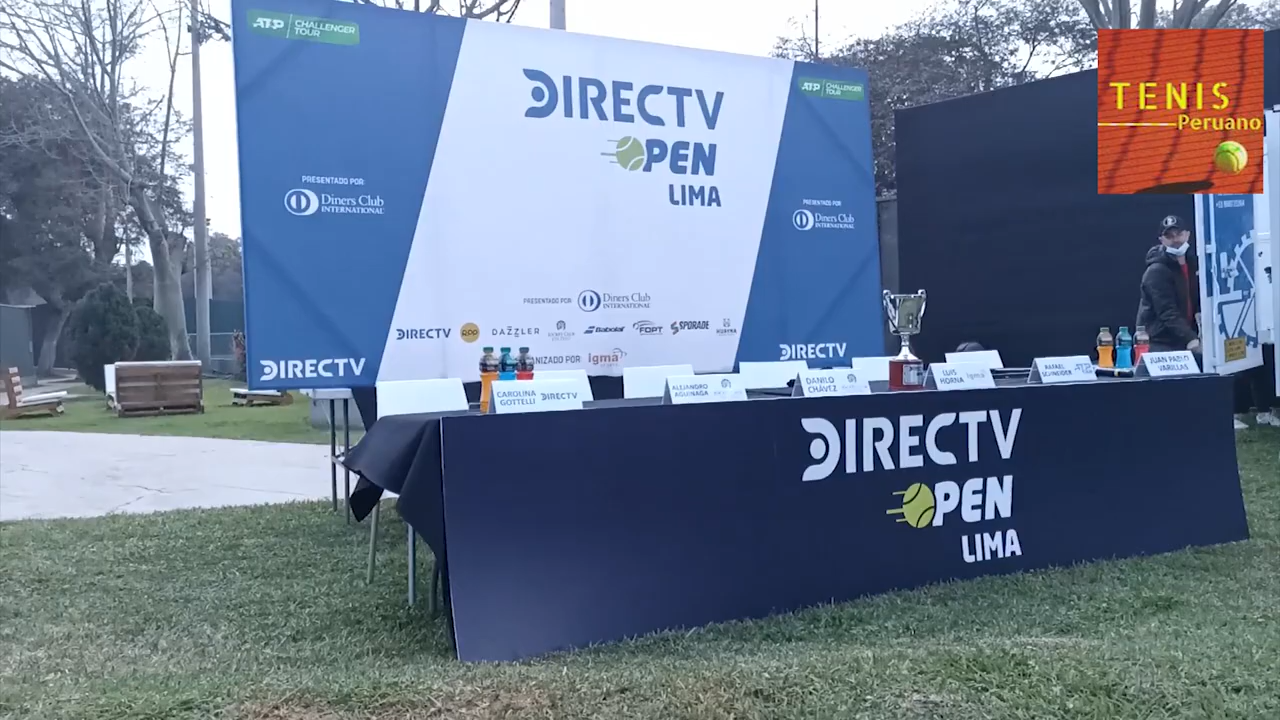 ATP CHALLENGER
TOUR
DIRECTV
OPEN
LIMA
ATP CHALLENGER
TOUR
TENIS
Peruano
PRESENTADO POR:
Diners Club
INTERNATIONAL
PRESENTADO POR:
Diners Club
INTERNATIONAL
PRESENTADO POR:
Diners Club
INTERNATIONAL
DIRECTV
DAZZLER
Babolat
FDPT
SPORADE
POR:
igma
DIRECTV
DIRECTV
CAROLINA
GOTTELLI
DIRECTV
ALEJANDRO
AGUINAGA
DANILO
CHÁVEZ
LUIS
HORNA
RAFAEL
SCHNEIDER
JUAN PABLO
VARILLAS
DIRECTV
OPEN
LIMA